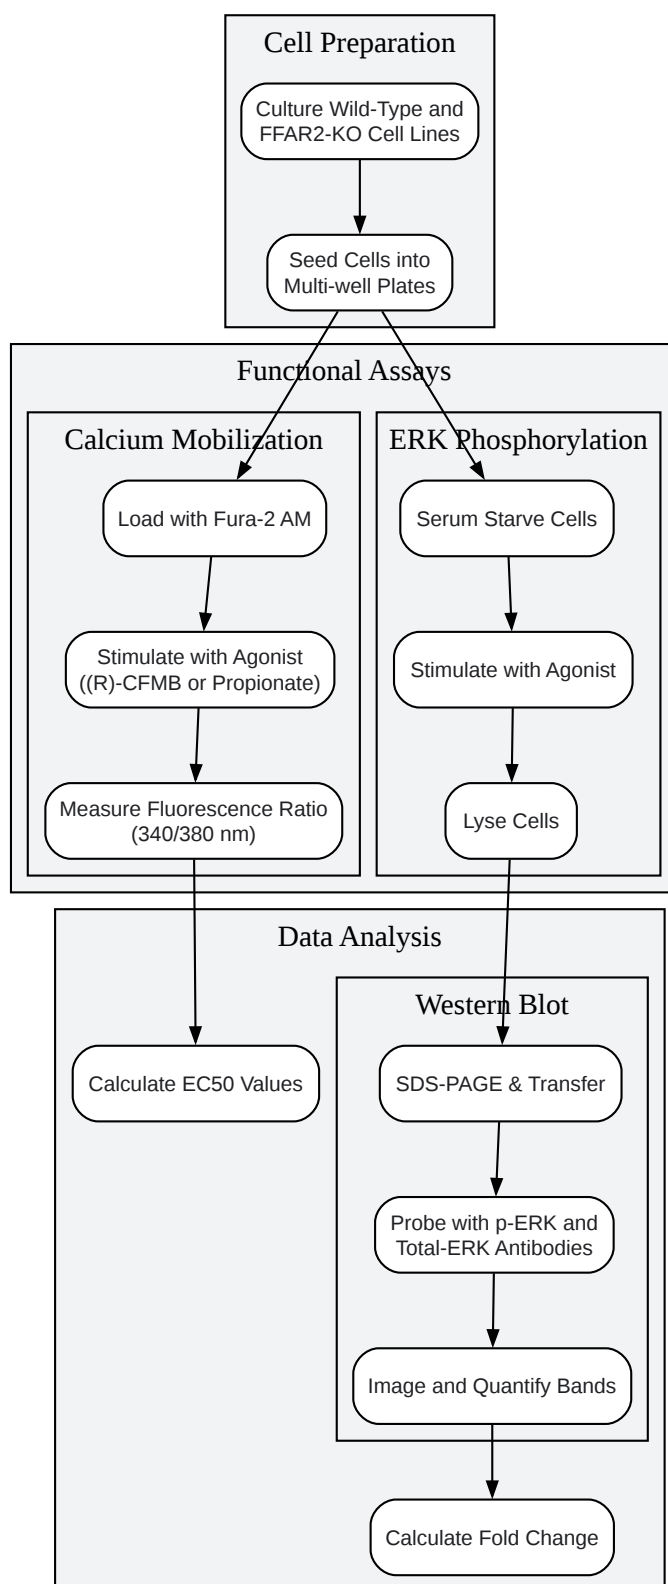 Cell Preparation
Culture Wild-Type and
FFAR2-KO Cell Lines
Seed Cells into
Multi-well Plates
Functional Assays
Calcium Mobilization
Load with Fura-2 AM
Stimulate with Agonist
((R)-CFMB or Propionate)
Measure Fluorescence Ratio
(340/380 nm)
ERK Phosphorylation
Serum Starve Cells
Stimulate with Agonist
Lyse Cells
Data Analysis
Calculate EC50 Values
Western Blot
SDS-PAGE & Transfer
Probe with p-ERK and
Total-ERK Antibodies
Image and Quantify Bands
Calculate Fold Change